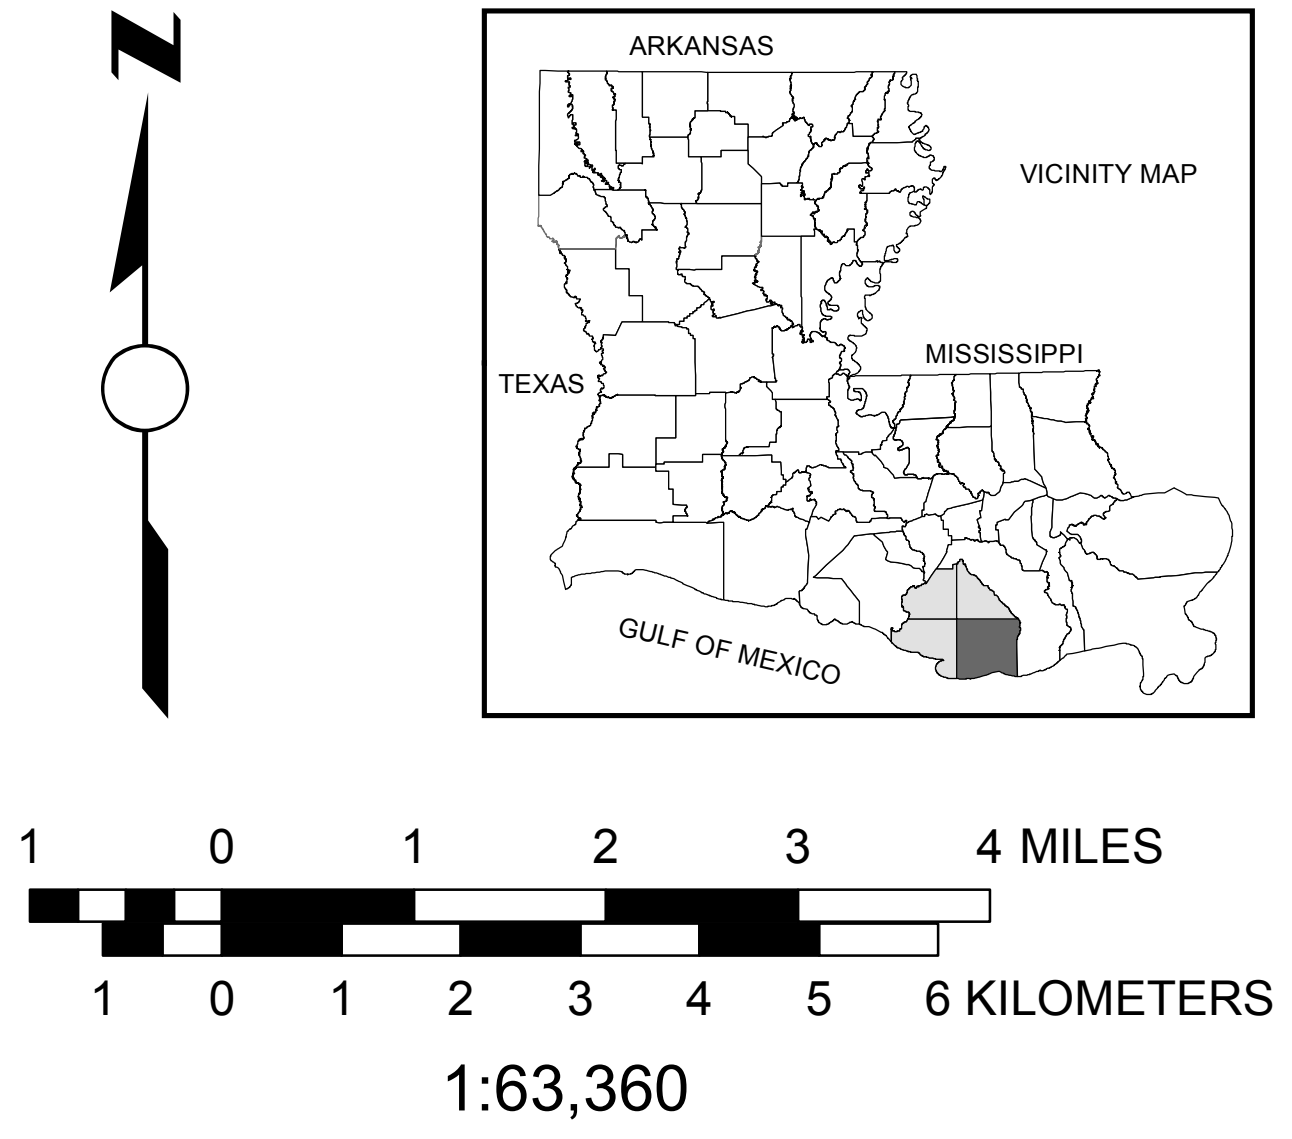 N
ARKANSAS
VICINITY MAP
MISSISSIPPI
TEXAS
GULF OF MEXICO
1 0 1 2 3 4 MILES
1 0 1 2 3 4 5 6 KILOMETERS
1:63,360